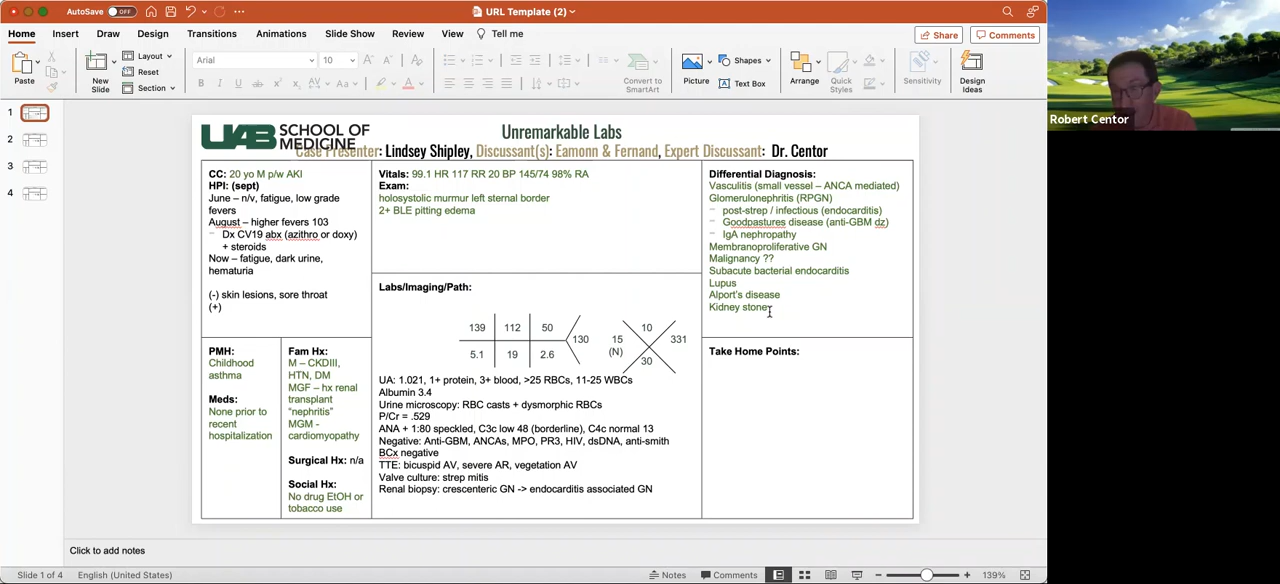 AutoSave OFF
URL Template (2)
Home Insert Draw Design Transitions Animations Slide Show Review View Tell me
Share Comments
Paste
New Slide
Layout
Reset
Section
Arial 10
Convert to SmartArt
Picture
Shapes
Text Box
Arrange
Quick Styles
Sensitivity
Design Ideas
Robert Centor
1
2
3
4
UAB SCHOOL OF MEDICINE
Unremarkable Labs
Case Presenter: Lindsey Shipley, Discussant(s): Eamonn & Fernand, Expert Discussant: Dr. Centor
CC: 20 yo M p/w AKI
HPI: (sept)
June – n/v, fatigue, low grade
fevers
August – higher fevers 103
– Dx CV19 abx (azithro or doxy)
+ steroids
Now – fatigue, dark urine,
hematuria
(-) skin lesions, sore throat
(+)
PMH:
Childhood
asthma
Meds:
None prior to
recent
hospitalization
Fam Hx:
M – CKDIII,
HTN, DM
MGF – hx renal
transplant
“nephritis”
MGM -
cardiomyopathy
Surgical Hx: n/a
Social Hx:
No drug EtOH or
tobacco use
Vitals: 99.1 HR 117 RR 20 BP 145/74 98% RA
Exam:
holosystolic murmur left sternal border
2+ BLE pitting edema
Labs/Imaging/Path:
139 112 50
130
5.1 19 2.6
10
15 331
(N)
30
UA: 1.021, 1+ protein, 3+ blood, >25 RBCs, 11-25 WBCs
Albumin 3.4
Urine microscopy: RBC casts + dysmorphic RBCs
P/Cr = .529
ANA + 1:80 speckled, C3c low 48 (borderline), C4c normal 13
Negative: Anti-GBM, ANCAs, MPO, PR3, HIV, dsDNA, anti-smith
BCx negative
TTE: bicuspid AV, severe AR, vegetation AV
Valve culture: strep mitis
Renal biopsy: crescenteric GN -> endocarditis associated GN
Differential Diagnosis:
Vasculitis (small vessel – ANCA mediated)
Glomerulonephritis (RPGN)
– post-strep / infectious (endocarditis)
– Goodpastures disease (anti-GBM dz)
– IgA nephropathy
Membranoproliferative GN
Malignancy ??
Subacute bacterial endocarditis
Lupus
Alport's disease
Kidney stone
Take Home Points:
Click to add notes
Slide 1 of 4 English (United States) Notes Comments 139%